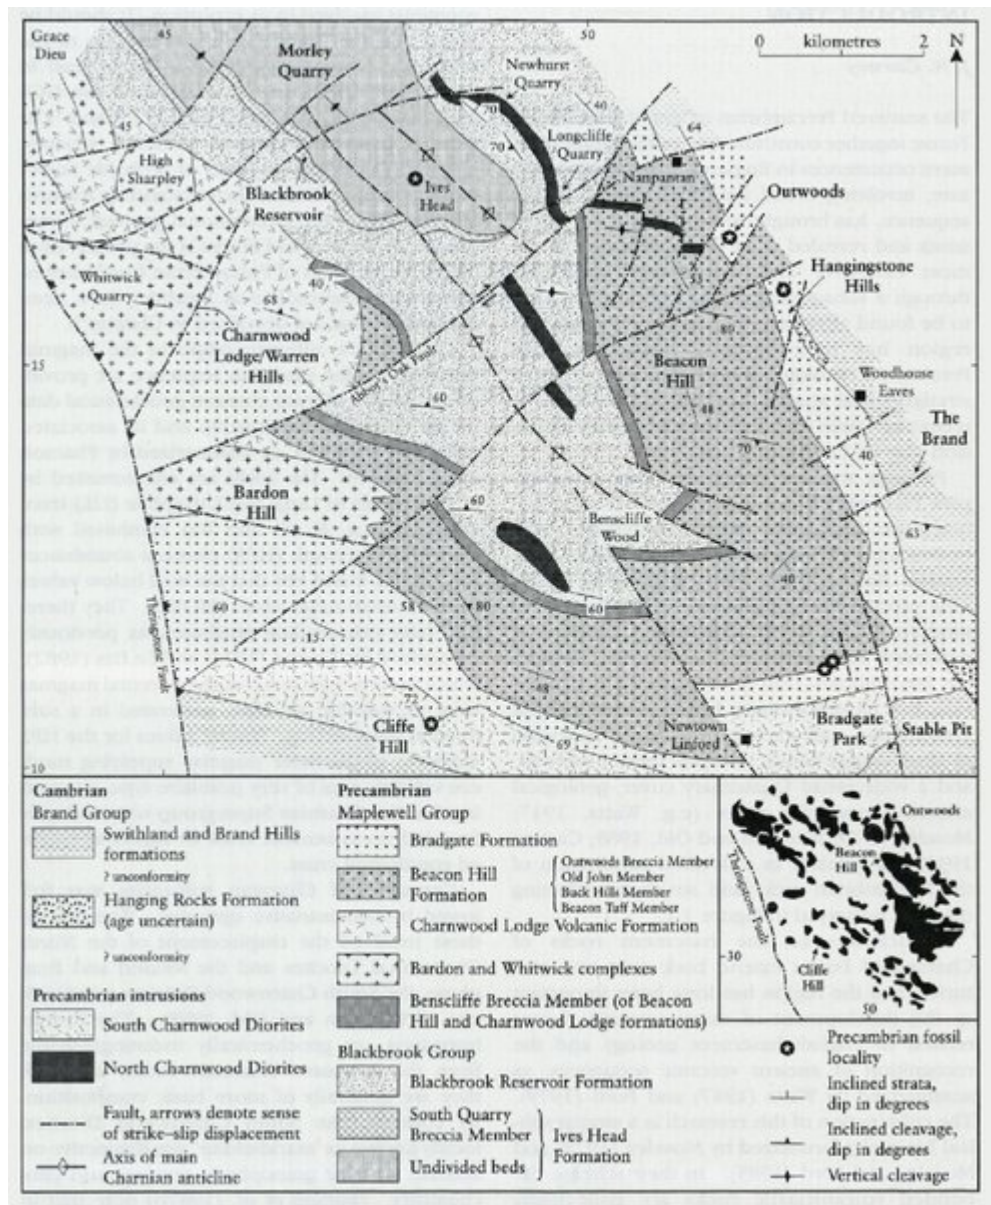 Grace
Dieu
45
Morley
Quarry
50
0 kilometres 2
N
Newhurst
Quarry
40
45
70
70
Longcliffe
Quarry
64
High
Sharpley
Nanpantan
Blackbrook
Reservoir
Ives
Head
Outwoods
Whitwick
Quarry
40
68
Hangingstone
Hills
Charnwood
Lodge/Warren
Hills
80
15
Abbot's Oak Fault
60
Beacon
Hill
Woodhouse
Eaves
48
70
40
The
Brand
Bardon
Hill
60
Benscliffe
Wood
63
40
Thringstone Fault
60
58
80
60
15
48
Cliffe
Hill
69
Newtown
Linford
Bradgate
Park
Stable Pit
10
Cambrian
Brand Group
Swithland and Brand Hills
formations
? unconformity
Hanging Rocks Formation
(age uncertain)
? unconformity
Precambrian intrusions
South Charnwood Diorites
North Charnwood Diorites
Fault, arrows denote sense
of strike–slip displacement
Axis of main
Charnian anticline
Precambrian
Maplewell Group
Bradgate Formation
Beacon Hill
Formation
Outwoods Breccia Member
Old John Member
Buck Hills Member
Beacon Taff Member
Charnwood Lodge Volcanic Formation
Bardon and Whitwick complexes
Benscliffe Breccia Member (of Beacon
Hill and Charnwood Lodge formations)
Blackbrook Group
Blackbrook Reservoir Formation
South Quarry
Breccia Member
Undivided beds
Ives Head
Formation
Outwoods
Beacon
Hill
Thringstone Fault
Cliffe
Hill
30
50
Precambrian fossil
locality
Inclined strata,
dip in degrees
Inclined cleavage,
dip in degrees
Vertical cleavage